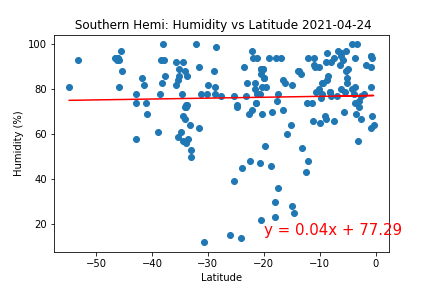 Southern Hemi: Humidity vs Latitude 2021-04-24
100
80
60
40
20
Humidity (%)
y = 0.04x + 77.29
−50
−40
−30
−20
−10
0
Latitude